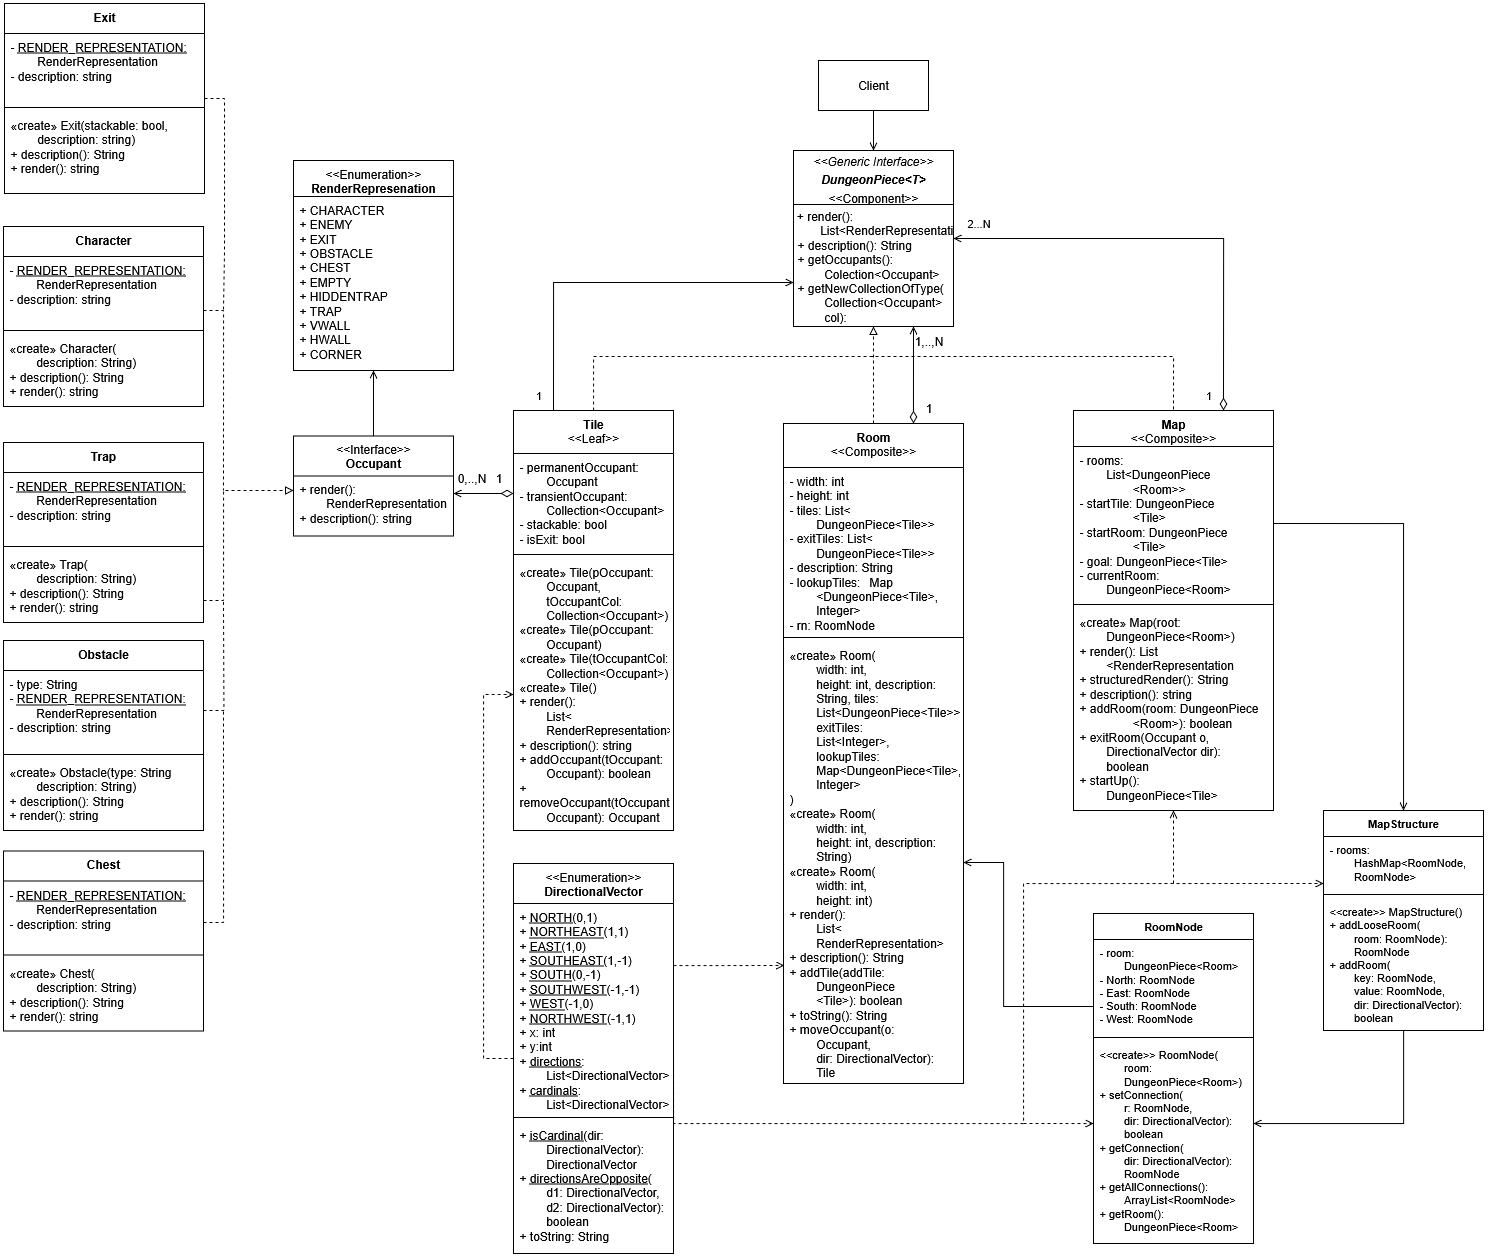 Exit
- RENDER_REPRESENTATION:
RenderRepresentation
- description: string
«create» Exit(stackable: bool,
description: string)
+ description(): String
+ render(): string
Character
- RENDER_REPRESENTATION:
RenderRepresentation
- description: string
«create» Character(
description: String)
+ description(): String
+ render(): string
Trap
- RENDER_REPRESENTATION:
RenderRepresentation
- description: string
«create» Trap(
description: String)
+ description(): String
+ render(): string
Obstacle
- type: String
- RENDER_REPRESENTATION:
RenderRepresentation
- description: string
«create» Obstacle(type: String
description: String)
+ description(): String
+ render(): string
Chest
- RENDER_REPRESENTATION:
RenderRepresentation
- description: string
«create» Chest(
description: String)
+ description(): String
+ render(): string
<<Enumeration>>
RenderRepresenation
+ CHARACTER
+ ENEMY
+ EXIT
+ OBSTACLE
+ CHEST
+ EMPTY
+ HIDDENTRAP
+ TRAP
+ VWALL
+ HWALL
+ CORNER
<<Interface>>
Occupant
+ render():
RenderRepresentation
+ description(): string
0,..,N
1
1
Tile
<<Leaf>>
- permanentOccupant:
Occupant
- transientOccupant:
Collection<Occupant>
- stackable: bool
- isExit: bool
«create» Tile(pOccupant:
Occupant,
tOccupantCol:
Collection<Occupant>)
«create» Tile(pOccupant:
Occupant)
«create» Tile(tOccupantCol:
Collection<Occupant>)
«create» Tile()
+ render():
List<
RenderRepresentation>
+ description(): string
+ addOccupant(tOccupant:
Occupant): boolean
+
removeOccupant(tOccupant
Occupant): Occupant
<<Enumeration>>
DirectionalVector
+ NORTH(0,1)
+ NORTHEAST(1,1)
+ EAST(1,0)
+ SOUTHEAST(1,-1)
+ SOUTH(0,-1)
+ SOUTHWEST(-1,-1)
+ WEST(-1,0)
+ NORTHWEST(-1,1)
+ x: int
+ y:int
+ directions:
List<DirectionalVector>
+ cardinals:
List<DirectionalVector>
+ isCardinal(dir:
DirectionalVector):
DirectionalVector
+ directionsAreOpposite(
d1: DirectionalVector,
d2: DirectionalVector):
boolean
+ toString: String
Client
<<Generic Interface>>
DungeonPiece<T>
<<Component>>
+ render():
List<RenderRepresentati
+ description(): String
+ getOccupants():
Colection<Occupant>
+ getNewCollectionOfType(
Collection<Occupant>
col):
2...N
1,..,N
1
1
Room
<<Composite>>
- width: int
- height: int
- tiles: List<
DungeonPiece<Tile>>
- exitTiles: List<
DungeonPiece<Tile>>
- description: String
- lookupTiles: Map
<DungeonPiece<Tile>,
Integer>
- rn: RoomNode
«create» Room(
width: int,
height: int, description:
String, tiles:
List<DungeonPiece<Tile>>
exitTiles:
List<Integer>,
lookupTiles:
Map<DungeonPiece<Tile>,
Integer>
)
«create» Room(
width: int,
height: int, description:
String)
«create» Room(
width: int,
height: int)
+ render():
List<
RenderRepresentation>
+ description(): String
+ addTile(addTile:
DungeonPiece
<Tile>): boolean
+ toString(): String
+ moveOccupant(o:
Occupant,
dir: DirectionalVector):
Tile
Map
<<Composite>>
- rooms:
List<DungeonPiece
<Room>>
- startTile: DungeonPiece
<Tile>
- startRoom: DungeonPiece
<Tile>
- goal: DungeonPiece<Tile>
- currentRoom:
DungeonPiece<Room>
«create» Map(root:
DungeonPiece<Room>)
+ render(): List
<RenderRepresentation
+ structuredRender(): String
+ description(): string
+ addRoom(room: DungeonPiece
<Room>): boolean
+ exitRoom(Occupant o,
DirectionalVector dir):
boolean
+ startUp():
DungeonPiece<Tile>
MapStructure
- rooms:
HashMap<RoomNode,
RoomNode>
<<create>> MapStructure()
+ addLooseRoom(
room: RoomNode):
RoomNode
+ addRoom(
key: RoomNode,
value: RoomNode,
dir: DirectionalVector):
boolean
RoomNode
- room:
DungeonPiece<Room>
- North: RoomNode
- East: RoomNode
- South: RoomNode
- West: RoomNode
<<create>> RoomNode(
room:
DungeonPiece<Room>)
+ setConnection(
r: RoomNode,
dir: DirectionalVector):
boolean
+ getConnection(
dir: DirectionalVector):
RoomNode
+ getAllConnections():
ArrayList<RoomNode>
+ getRoom():
DungeonPiece<Room>